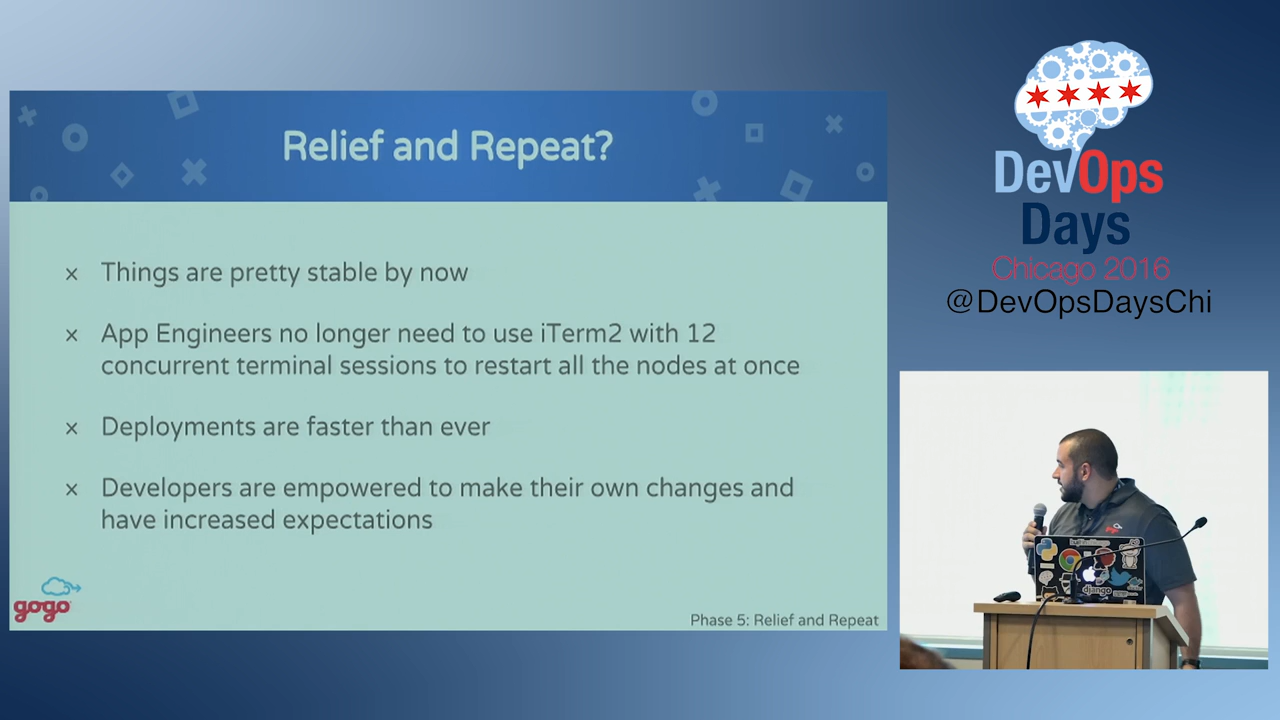 Relief and Repeat?
x Things are pretty stable by now
x App Engineers no longer need to use iTerm2 with 12
concurrent terminal sessions to restart all the nodes at once
x Deployments are faster than ever
x Developers are empowered to make their own changes and
have increased expectations
gogo
Phase 5: Relief and Repeat
DevOps
Days
Chicago 2016
@DevOpsDaysChi
django